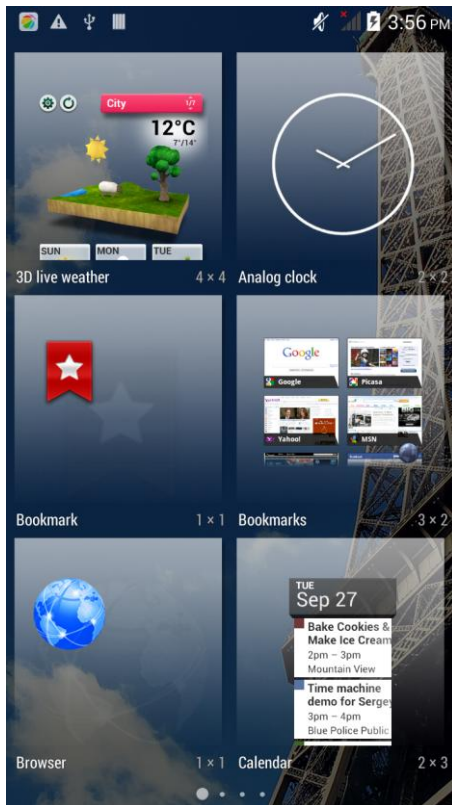 3:56 PM
City
1/7
12°C
7°/14°
SUN MON TUE
3D live weather 4 × 4
Analog clock 2 × 2
Google
Google Picasa
Yahoo! MSN
Bookmark 1 × 1
Bookmarks 3 × 2
TUE
Sep 27
Bake Cookies &
Make Ice Cream
2pm – 3pm
Mountain View
Time machine
demo for Sergey
3pm – 4pm
Blue Police Public
Browser 1 × 1
Calendar 2 × 3